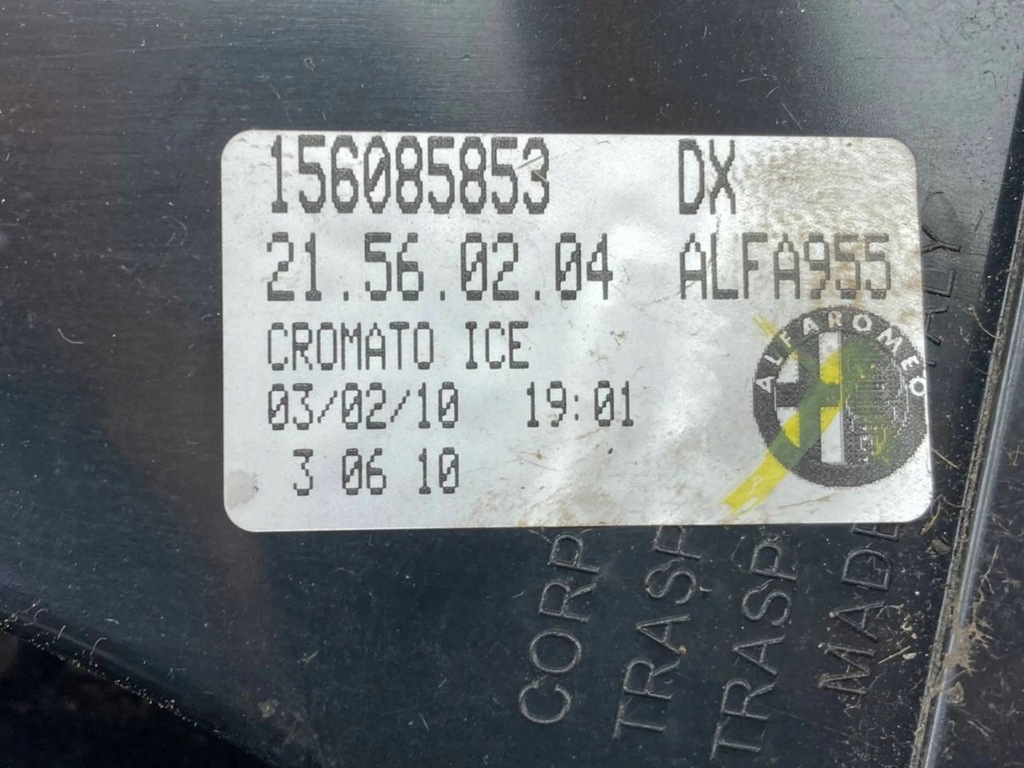 156085853 DX
21.56.02.04 ALFA955
CROMATO ICE
03/02/10 19:01
3 06 10
ALFA ROMEO
CORP
TRASP
TRASP
MADE
ALY